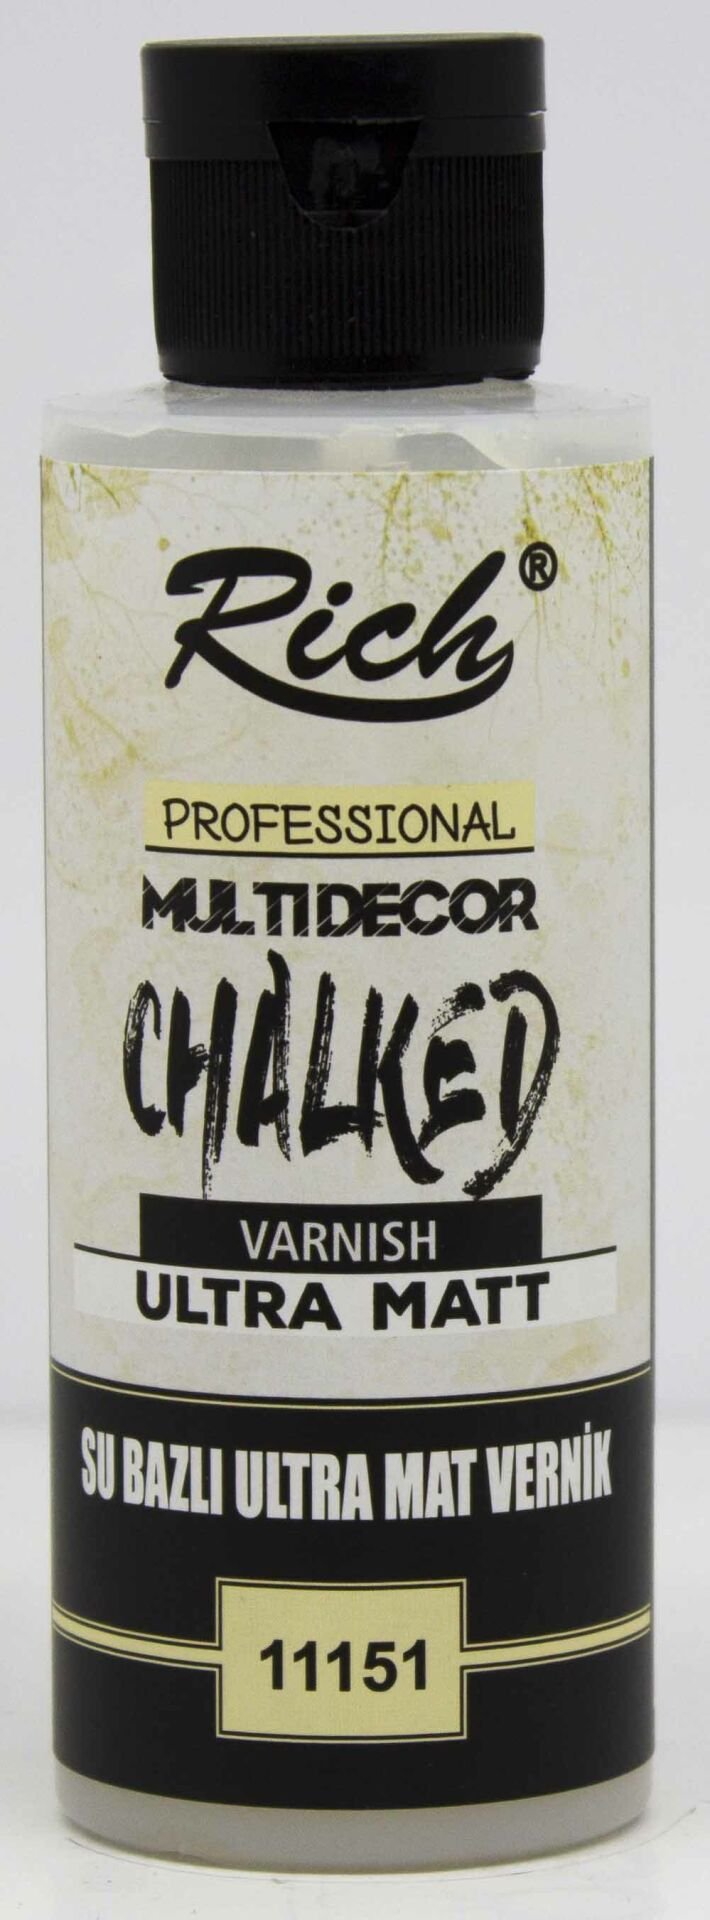 Rich®
PROFESSIONAL
MULTIDECOR
CHALKED
VARNISH
ULTRA MATT
SU BAZLI ULTRA MAT VERNİK
11151